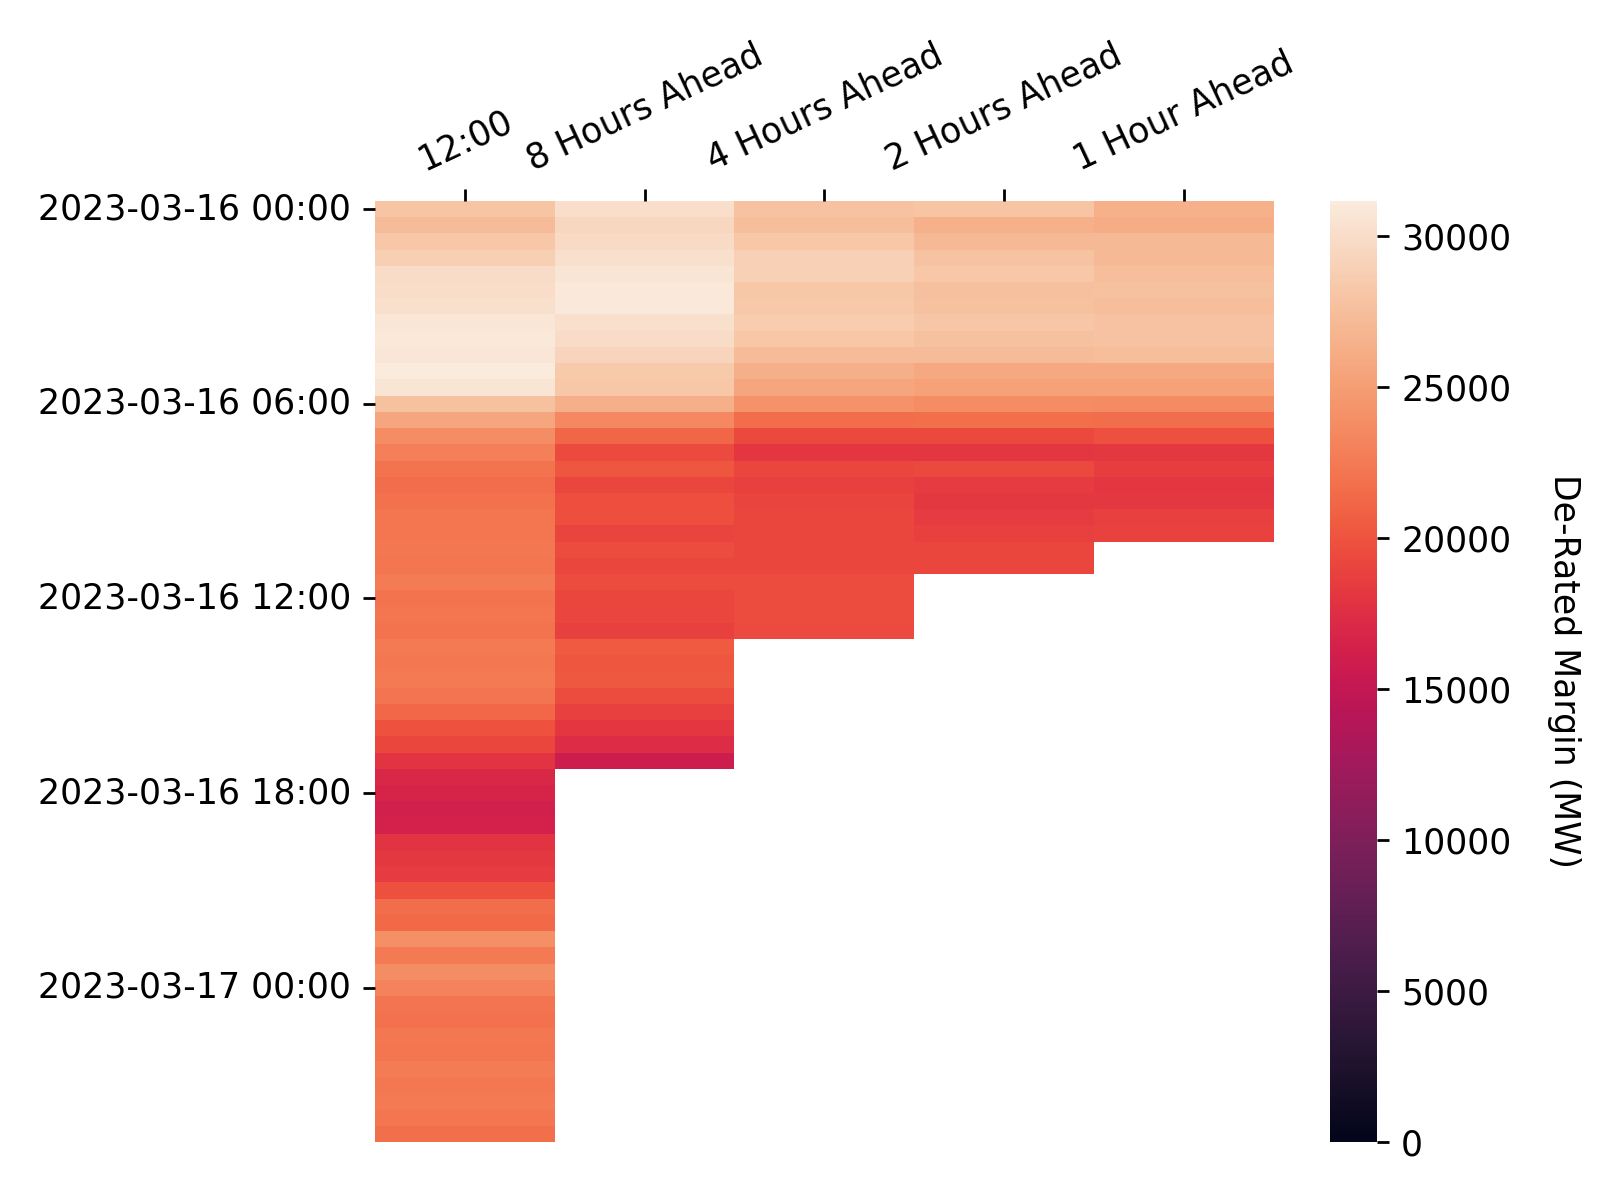 12:00
8 Hours Ahead
4 Hours Ahead
2 Hours Ahead
1 Hour Ahead
2023-03-16 00:00
2023-03-16 06:00
2023-03-16 12:00
2023-03-16 18:00
2023-03-17 00:00
30000
25000
20000
15000
10000
5000
0
De-Rated Margin (MW)